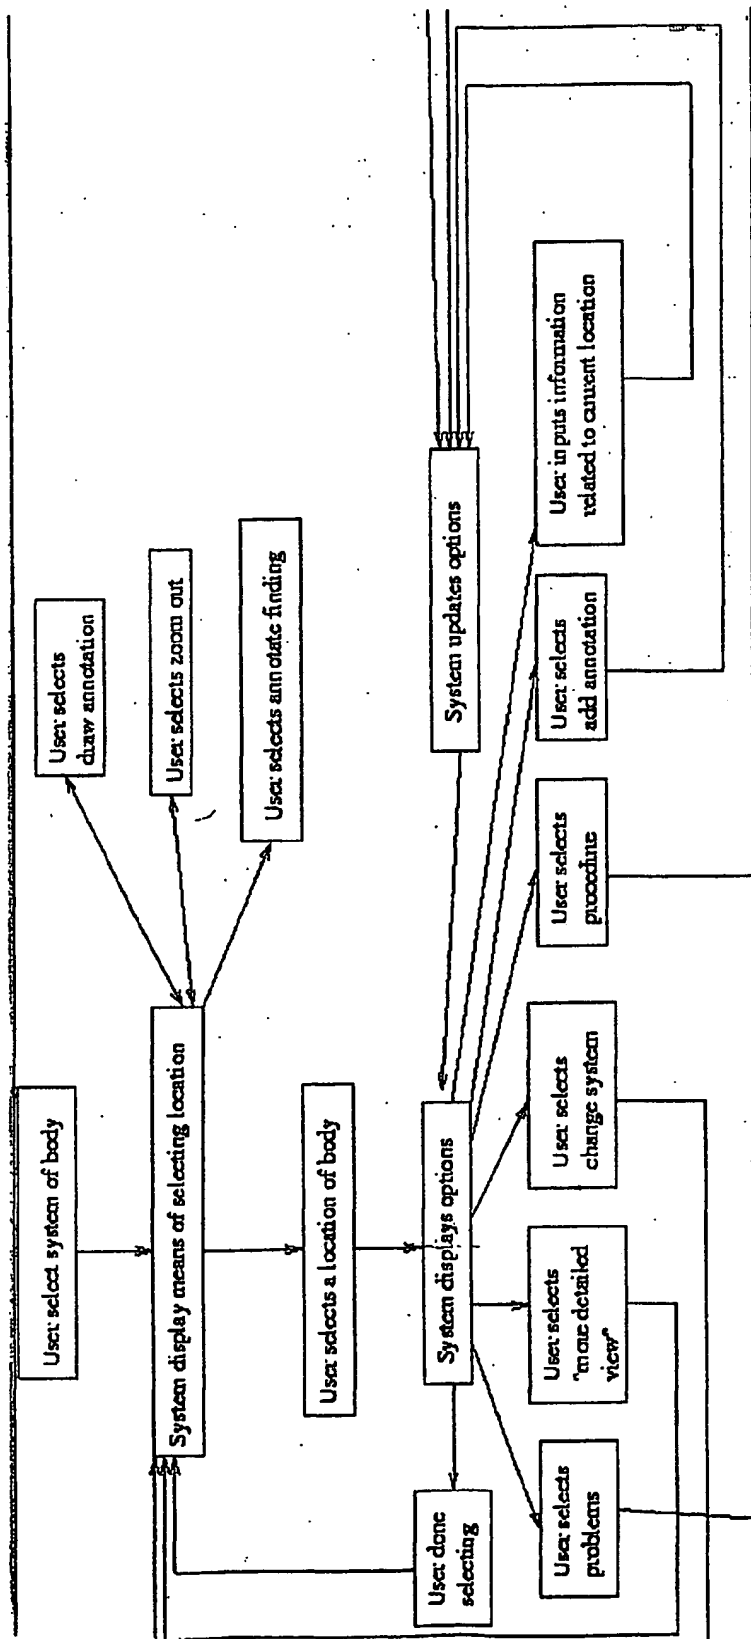 User select system of body
System display means of selecting location
User selects
draw annotation
User selects zoom out
User selects annotate finding
User selects a location of body
User done
selecting
System displays options
System updates options
User selects
problems
User selects
"more detailed
view"
User selects
change system
User selects
procedure
User selects
add annotation
User inputs information
related to current location